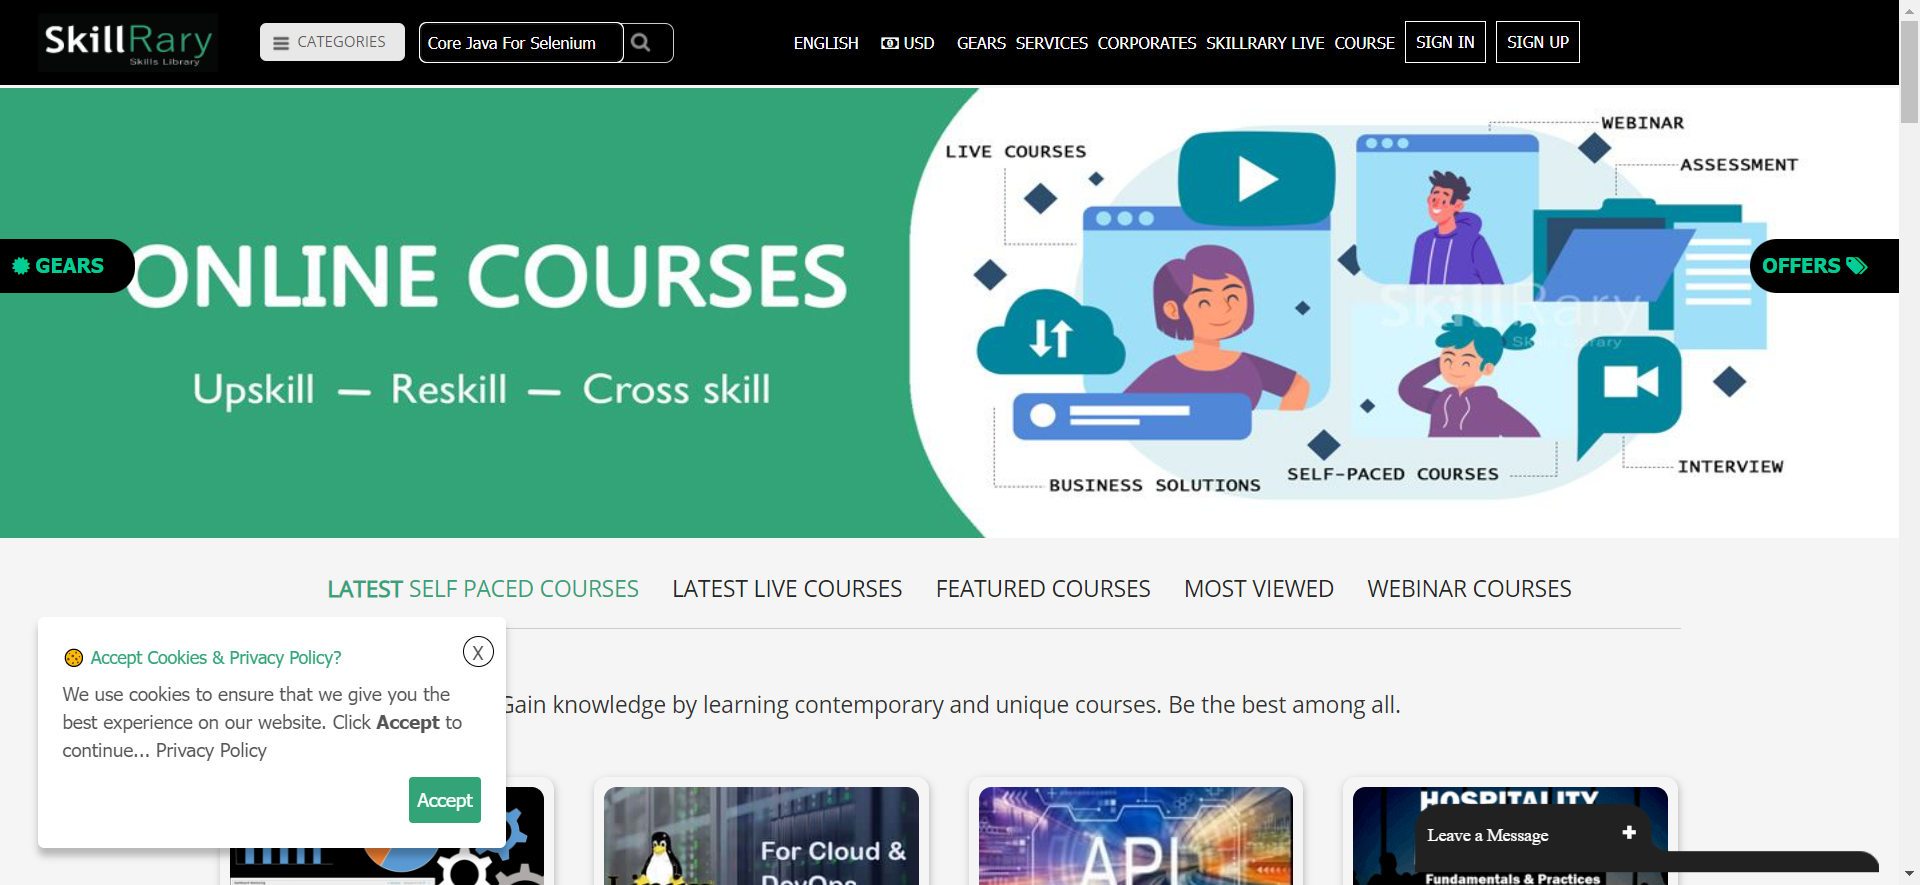 SkillRary
Skills Library
CATEGORIES
Core Java For Selenium
ENGLISH
USD
GEARS
SERVICES
CORPORATES
SKILLRARY LIVE
COURSE
SIGN IN
SIGN UP
GEARS
ONLINE COURSES
Upskill — Reskill — Cross skill
LIVE COURSES
WEBINAR
ASSESSMENT
SkillRary
Skills Library
BUSINESS SOLUTIONS
SELF-PACED COURSES
INTERVIEW
OFFERS
LATEST SELF PACED COURSES
LATEST LIVE COURSES
FEATURED COURSES
MOST VIEWED
WEBINAR COURSES
Gain knowledge by learning contemporary and unique courses. Be the best among all.
Accept Cookies & Privacy Policy?
X
We use cookies to ensure that we give you the
best experience on our website. Click Accept to
continue... Privacy Policy
Accept
For Cloud &
DevOps
API
HOSPITALITY
Fundamentals & Practices
Leave a Message